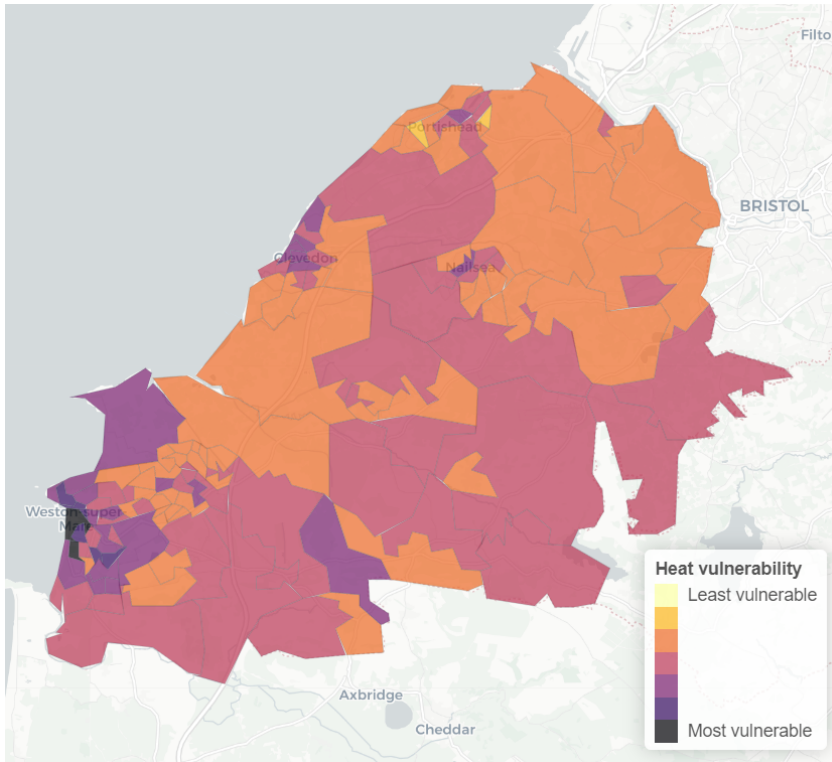 Filto
Portishead
BRISTOL
Clevedon
Nailsea
Weston-super
Mare
Heat vulnerability
Least vulnerable
Most vulnerable
Axbridge
Cheddar